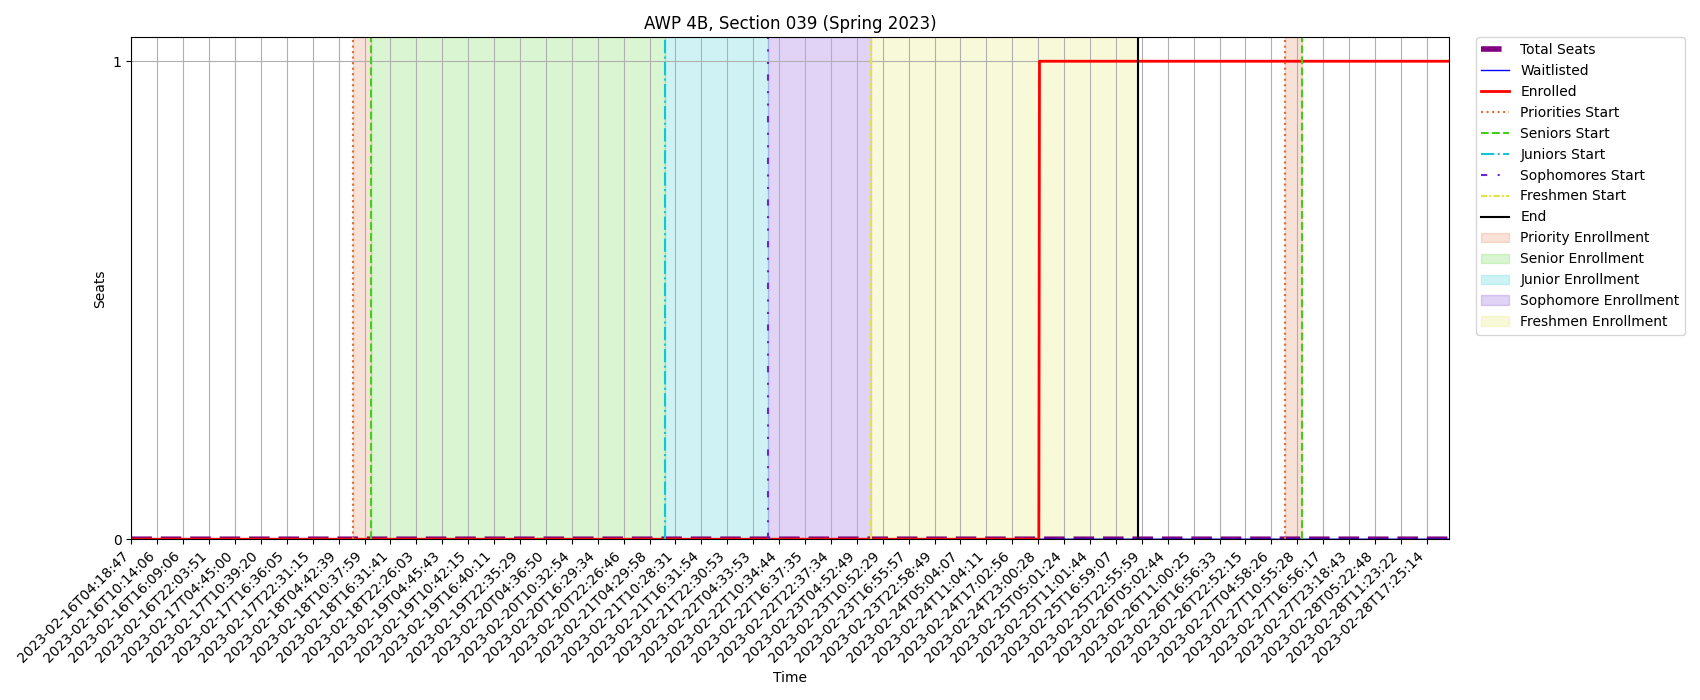 AWP 4B, Section 039 (Spring 2023)
1
0
Seats
2023-02-16T04:18:47
2023-02-16T10:14:06
2023-02-16T16:09:06
2023-02-16T22:03:51
2023-02-17T04:45:00
2023-02-17T10:39:20
2023-02-17T16:36:05
2023-02-17T22:31:15
2023-02-18T04:42:39
2023-02-18T10:37:59
2023-02-18T16:31:41
2023-02-18T22:26:03
2023-02-19T04:45:43
2023-02-19T10:42:15
2023-02-19T16:40:11
2023-02-19T22:35:29
2023-02-20T04:36:50
2023-02-20T10:32:54
2023-02-20T16:29:34
2023-02-20T22:26:46
2023-02-21T04:29:58
2023-02-21T10:28:31
2023-02-21T16:31:54
2023-02-21T22:30:53
2023-02-22T04:33:53
2023-02-22T10:34:44
2023-02-22T16:37:35
2023-02-22T22:37:34
2023-02-23T04:52:49
2023-02-23T10:52:29
2023-02-23T16:55:57
2023-02-23T22:58:49
2023-02-24T05:04:07
2023-02-24T11:04:11
2023-02-24T17:02:56
2023-02-24T23:00:28
2023-02-25T05:01:24
2023-02-25T11:01:44
2023-02-25T16:59:07
2023-02-25T22:55:59
2023-02-26T05:02:44
2023-02-26T11:00:25
2023-02-26T16:56:33
2023-02-26T22:52:15
2023-02-27T04:58:26
2023-02-27T10:55:28
2023-02-27T16:56:17
2023-02-27T23:18:43
2023-02-28T05:22:48
2023-02-28T11:23:22
2023-02-28T17:25:14
Time
Total Seats
Waitlisted
Enrolled
Priorities Start
Seniors Start
Juniors Start
Sophomores Start
Freshmen Start
End
Priority Enrollment
Senior Enrollment
Junior Enrollment
Sophomore Enrollment
Freshmen Enrollment